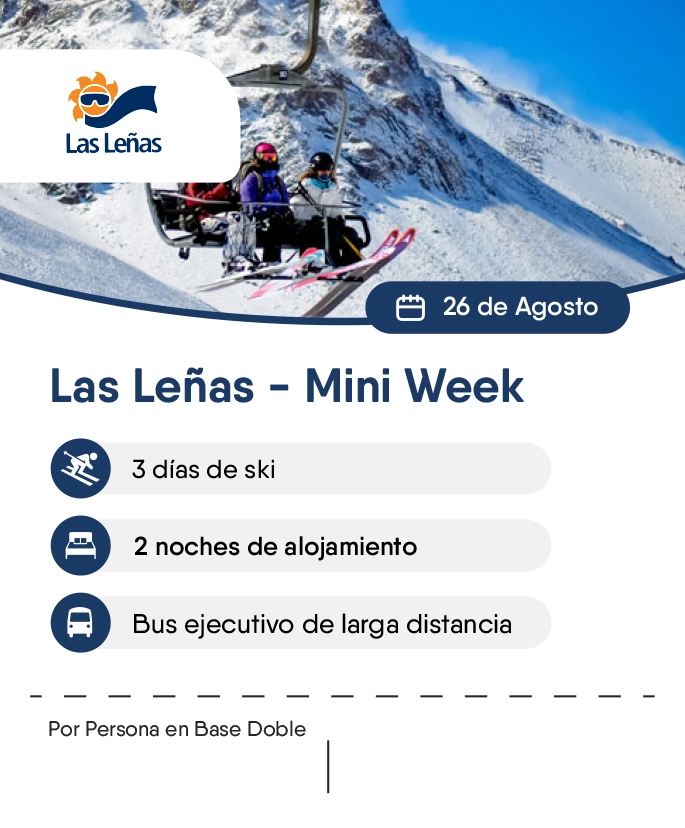 Las Leñas
26 de Agosto
Las Leñas - Mini Week
3 días de ski
2 noches de alojamiento
Bus ejecutivo de larga distancia
Por Persona en Base Doble